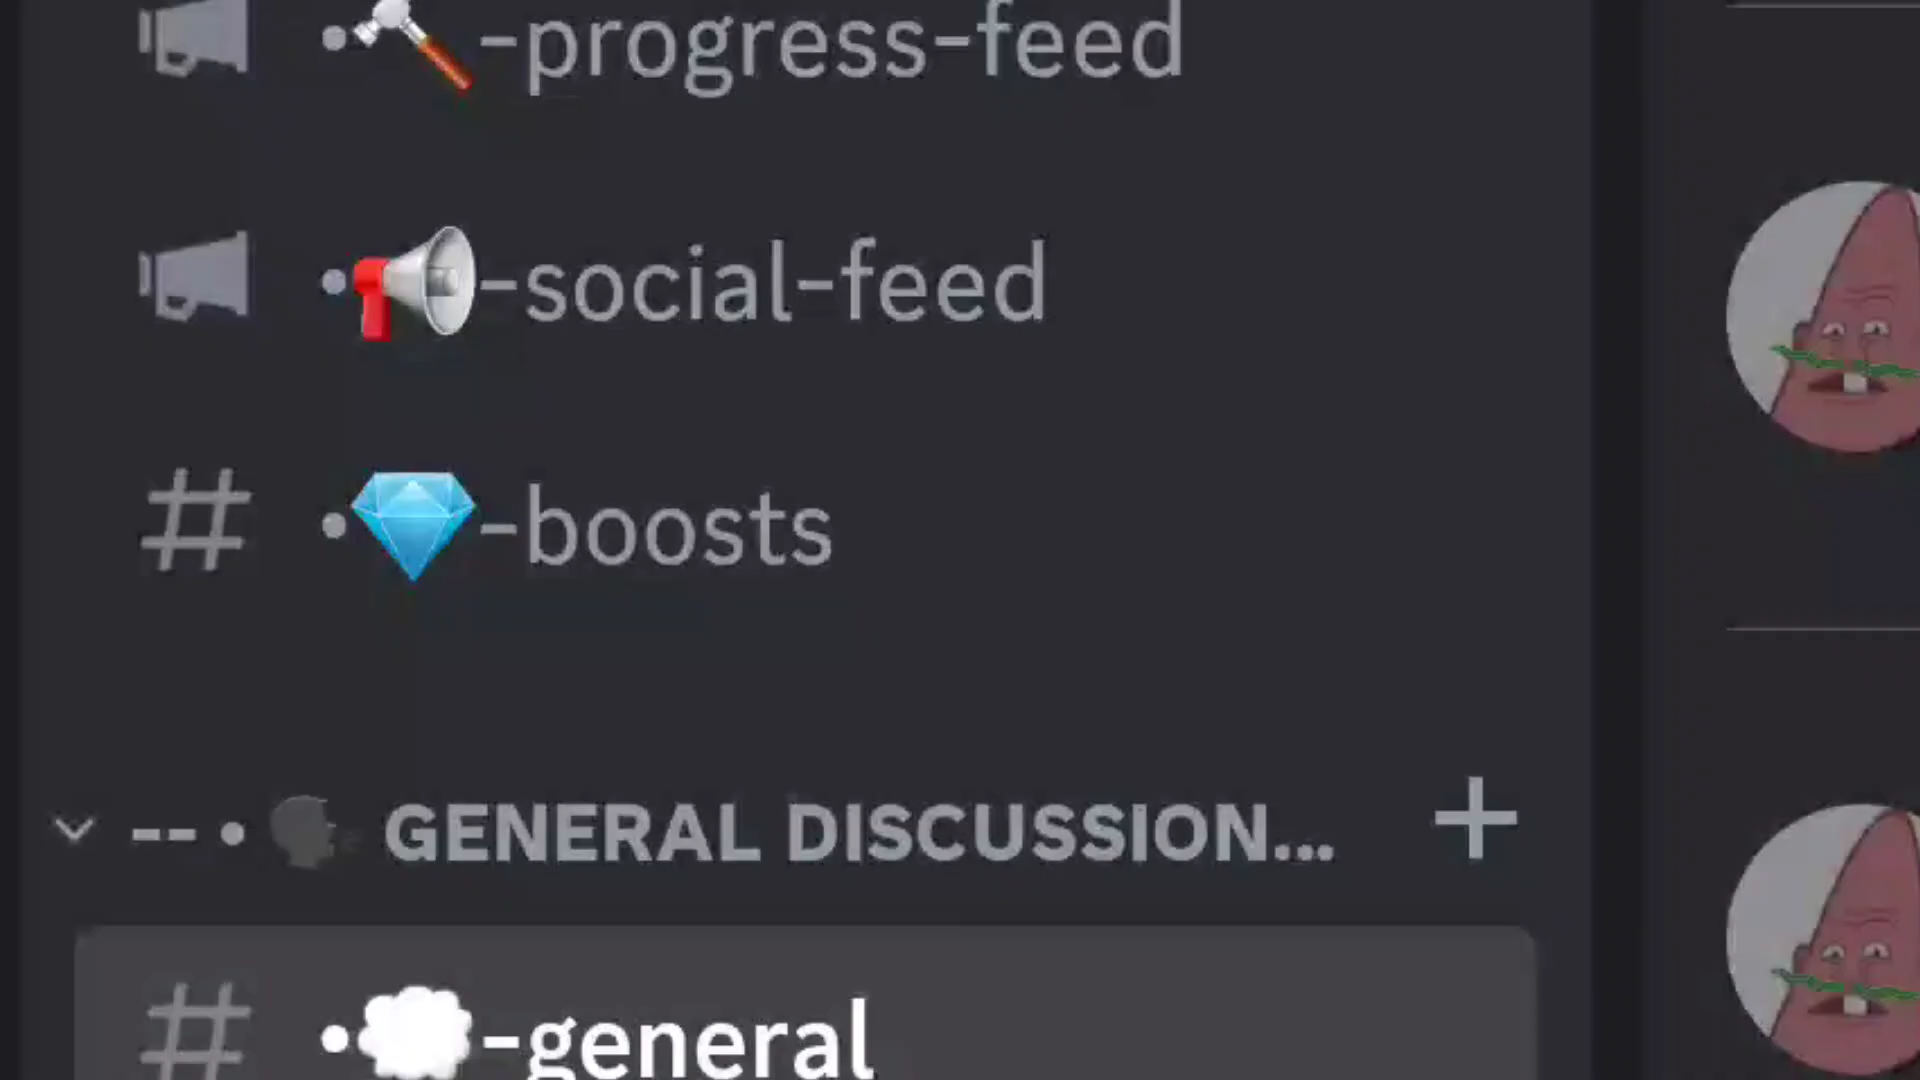 •🔨-progress-feed
•📢-social-feed
•💎-boosts
-- • 🗣 GENERAL DISCUSSION...
•💭-general